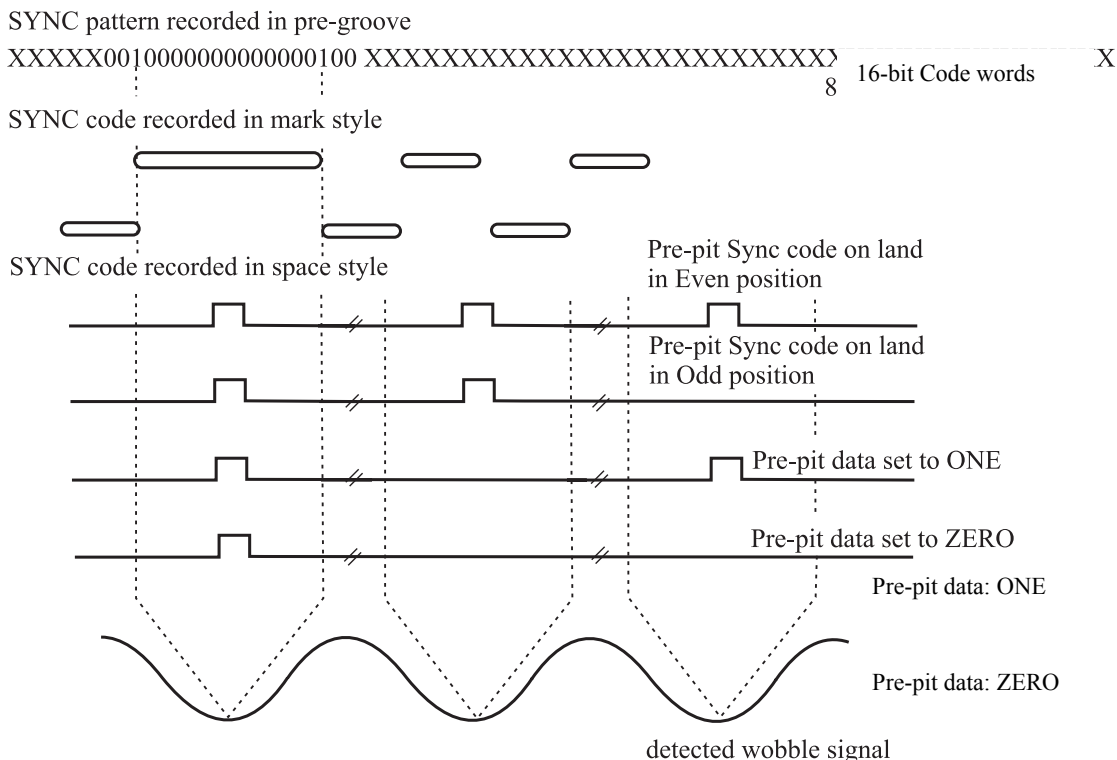 SYNC pattern recorded in pre-groove
XXXXX0010000000000000100 XXXXXXXXXXXXXXXXXXXXXXXXX X
8
16-bit Code words
SYNC code recorded in mark style
SYNC code recorded in space style
Pre-pit Sync code on land
in Even position
Pre-pit Sync code on land
in Odd position
Pre-pit data set to ONE
Pre-pit data set to ZERO
Pre-pit data: ONE
Pre-pit data: ZERO
detected wobble signal